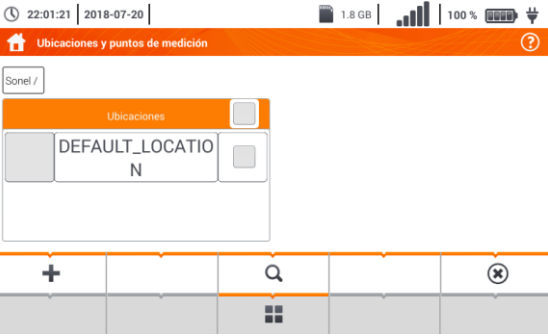 22:01:21 2018-07-20 1.8 GB 100 %
Ubicaciones y puntos de medición
Sonel /
Ubicaciones
DEFAULT_LOCATIO
N